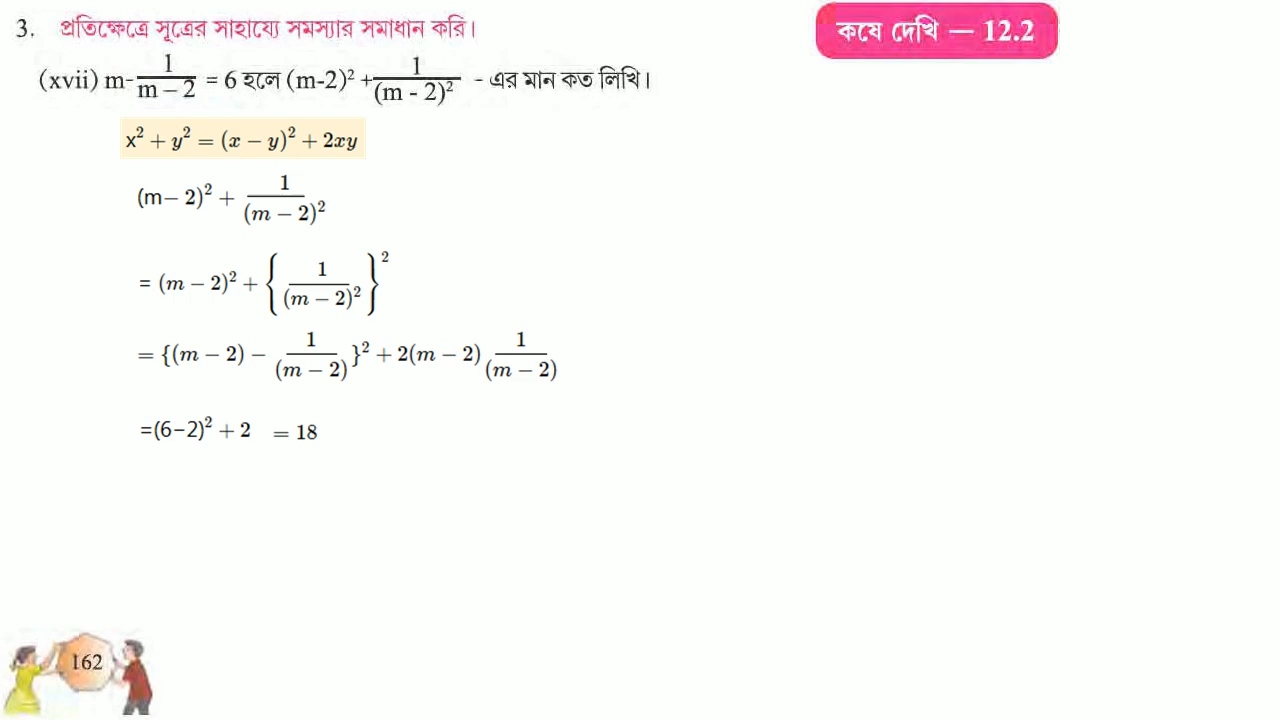 3. প্রতিক্ষেত্রে সূত্রের সাহায্যে সমস্যার সমাধান করি।
কষে দেখি — 12.2
(xvii) m-1/(m – 2) = 6 হলে (m-2)² + 1/(m - 2)² - এর মান কত লিখি।
x² + y² = (x − y)² + 2xy
(m− 2)² + 1/(m − 2)²
= (m − 2)² + {1/(m − 2)²}²
= {(m − 2) − 1/(m − 2)}² + 2(m − 2) 1/(m − 2)
=(6−2)² + 2 = 18
162